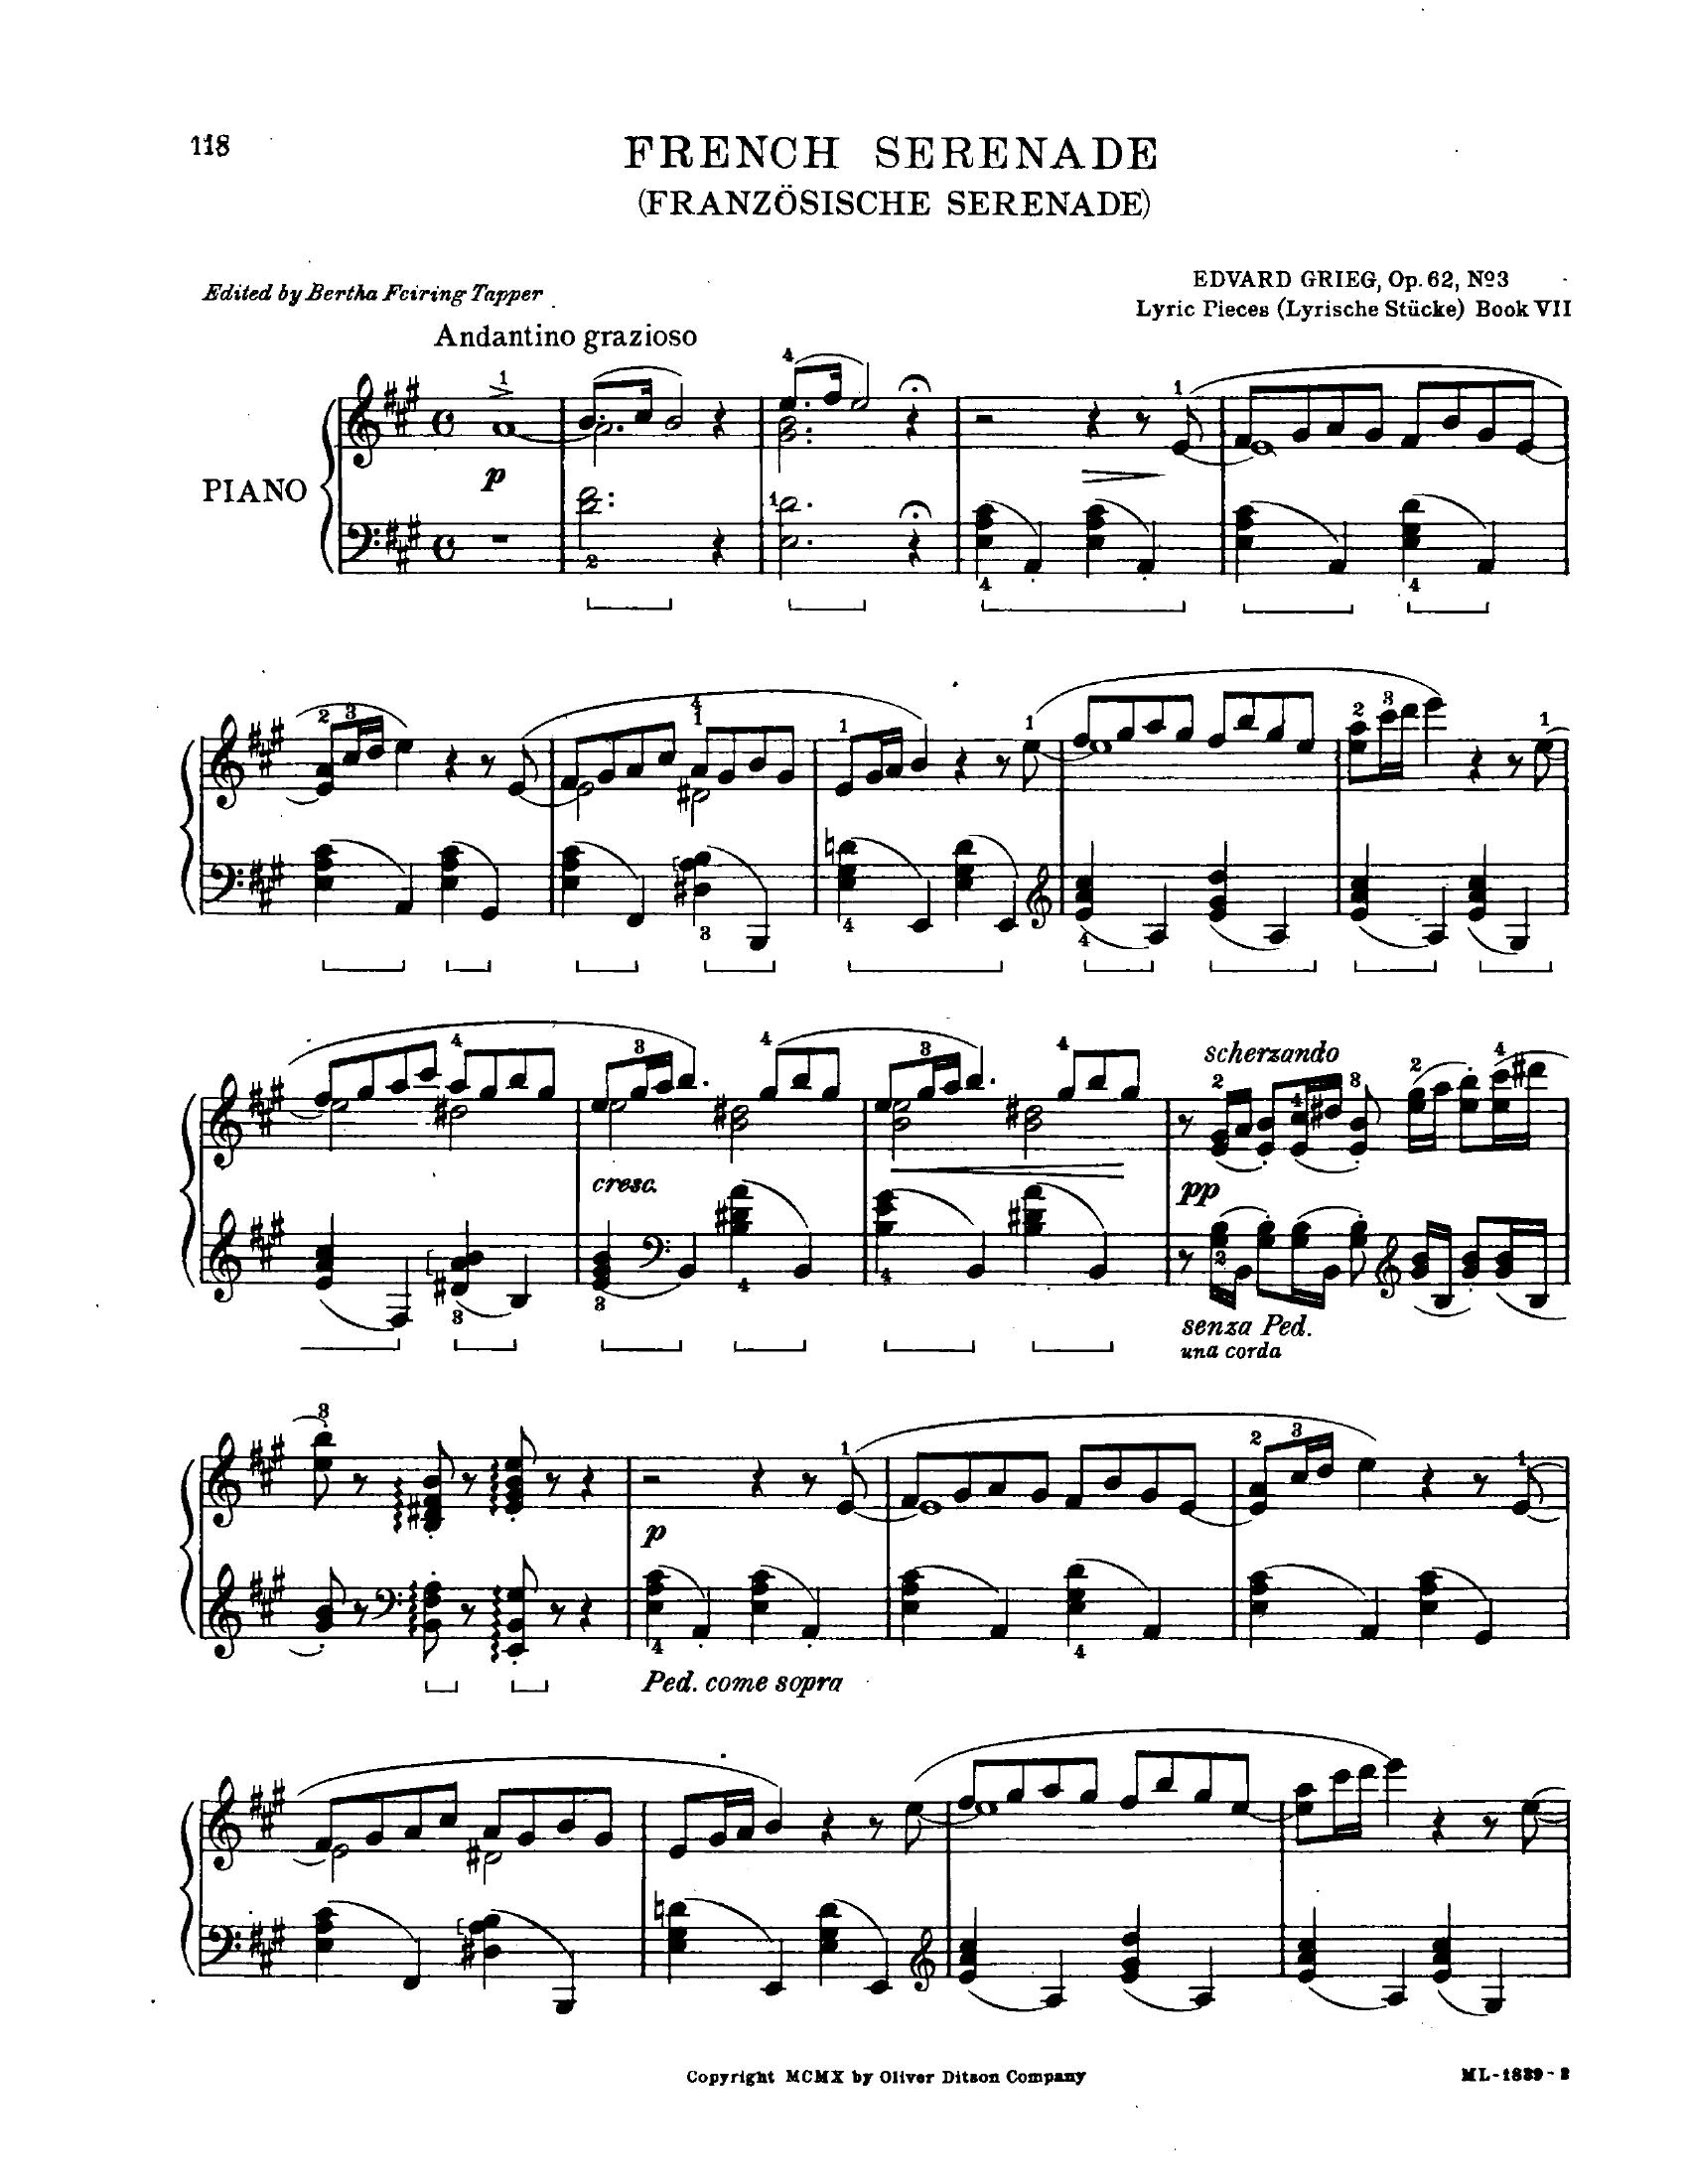 118
FRENCH SERENADE
(FRANZÖSISCHE SERENADE)
Edited by Bertha Feiring Tapper
EDVARD GRIEG, Op. 62, Nº3
Lyric Pieces (Lyrische Stücke) Book VII
Andantino grazioso
PIANO
p
cresc.
scherzando
pp
senza Ped.
una corda
p
Ped. come sopra
Copyright MCMX by Oliver Ditson Company
ML-1839-2